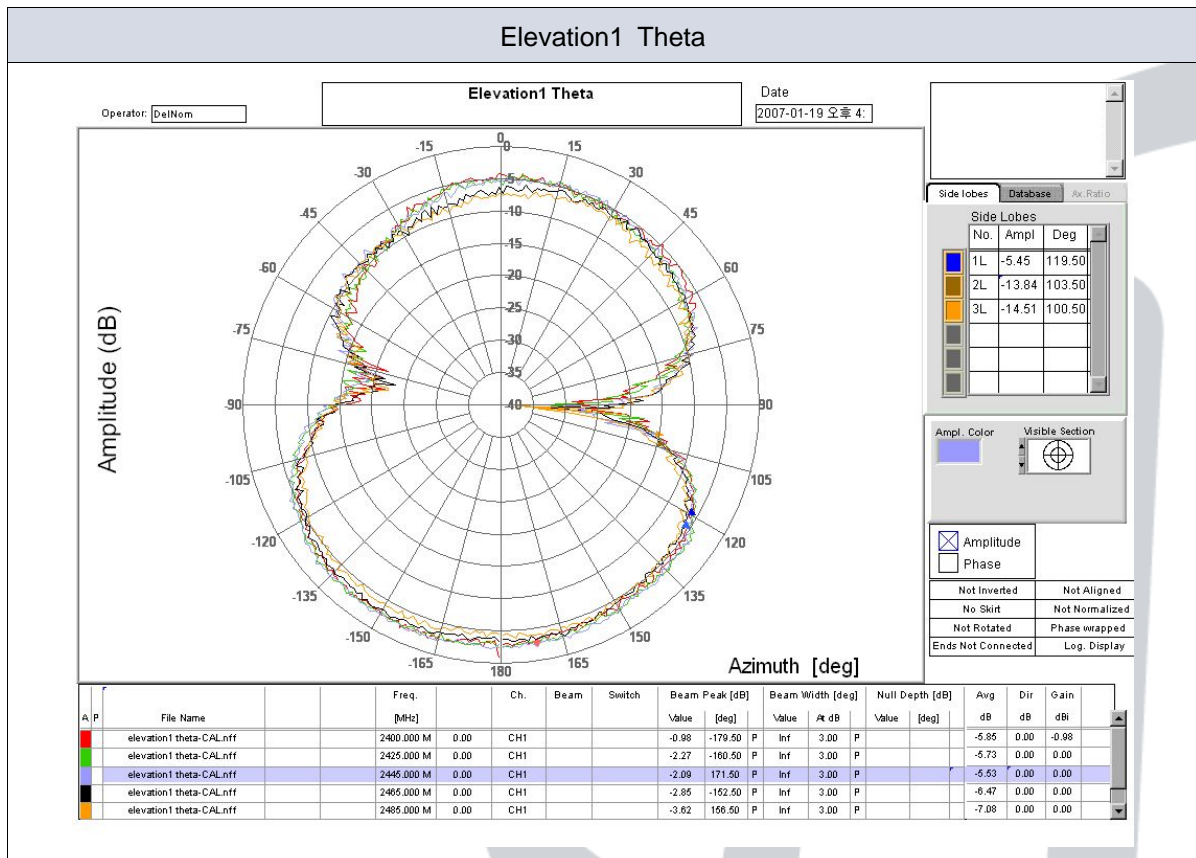 Elevation1 Theta
Operator: DelNom
Elevation1 Theta
Date
2007-01-19 오후 4:
Amplitude (dB)
0
15
30
45
60
75
90
105
120
135
150
165
180
-165
-150
-135
-120
-105
-90
-75
-60
-45
-30
-15
-0
-5
-10
-15
-20
-25
-30
-35
-35
-40
Azimuth [deg]
Side lobes Database Ax.Ratio
Side Lobes
No. Ampl Deg
1L -5.45 119.50
2L -13.84 103.50
3L -14.51 100.50
Ampl. Color Visible Section
Amplitude
Phase
Not Inverted Not Aligned
No Skirt Not Normalized
Not Rotated Phase wrapped
Ends Not Connected Log. Display
Freq. Ch. Beam Switch Beam Peak [dB] Beam Width [deg] Null Depth [dB] Avg Dir Gain
A P File Name [MHz] Value [deg] Value At dB Value [deg] dB dB dBi
elevation1 theta-CAL.nff 2400.000 M 0.00 CH1 -0.98 -179.50 P Inf 3.00 P -5.85 0.00 -0.98
elevation1 theta-CAL.nff 2425.000 M 0.00 CH1 -2.27 -160.50 P Inf 3.00 P -5.73 0.00 0.00
elevation1 theta-CAL.nff 2445.000 M 0.00 CH1 -2.09 171.50 P Inf 3.00 P -5.53 0.00 0.00
elevation1 theta-CAL.nff 2465.000 M 0.00 CH1 -2.85 -152.50 P Inf 3.00 P -6.47 0.00 0.00
elevation1 theta-CAL.nff 2485.000 M 0.00 CH1 -3.62 156.50 P Inf 3.00 P -7.08 0.00 0.00